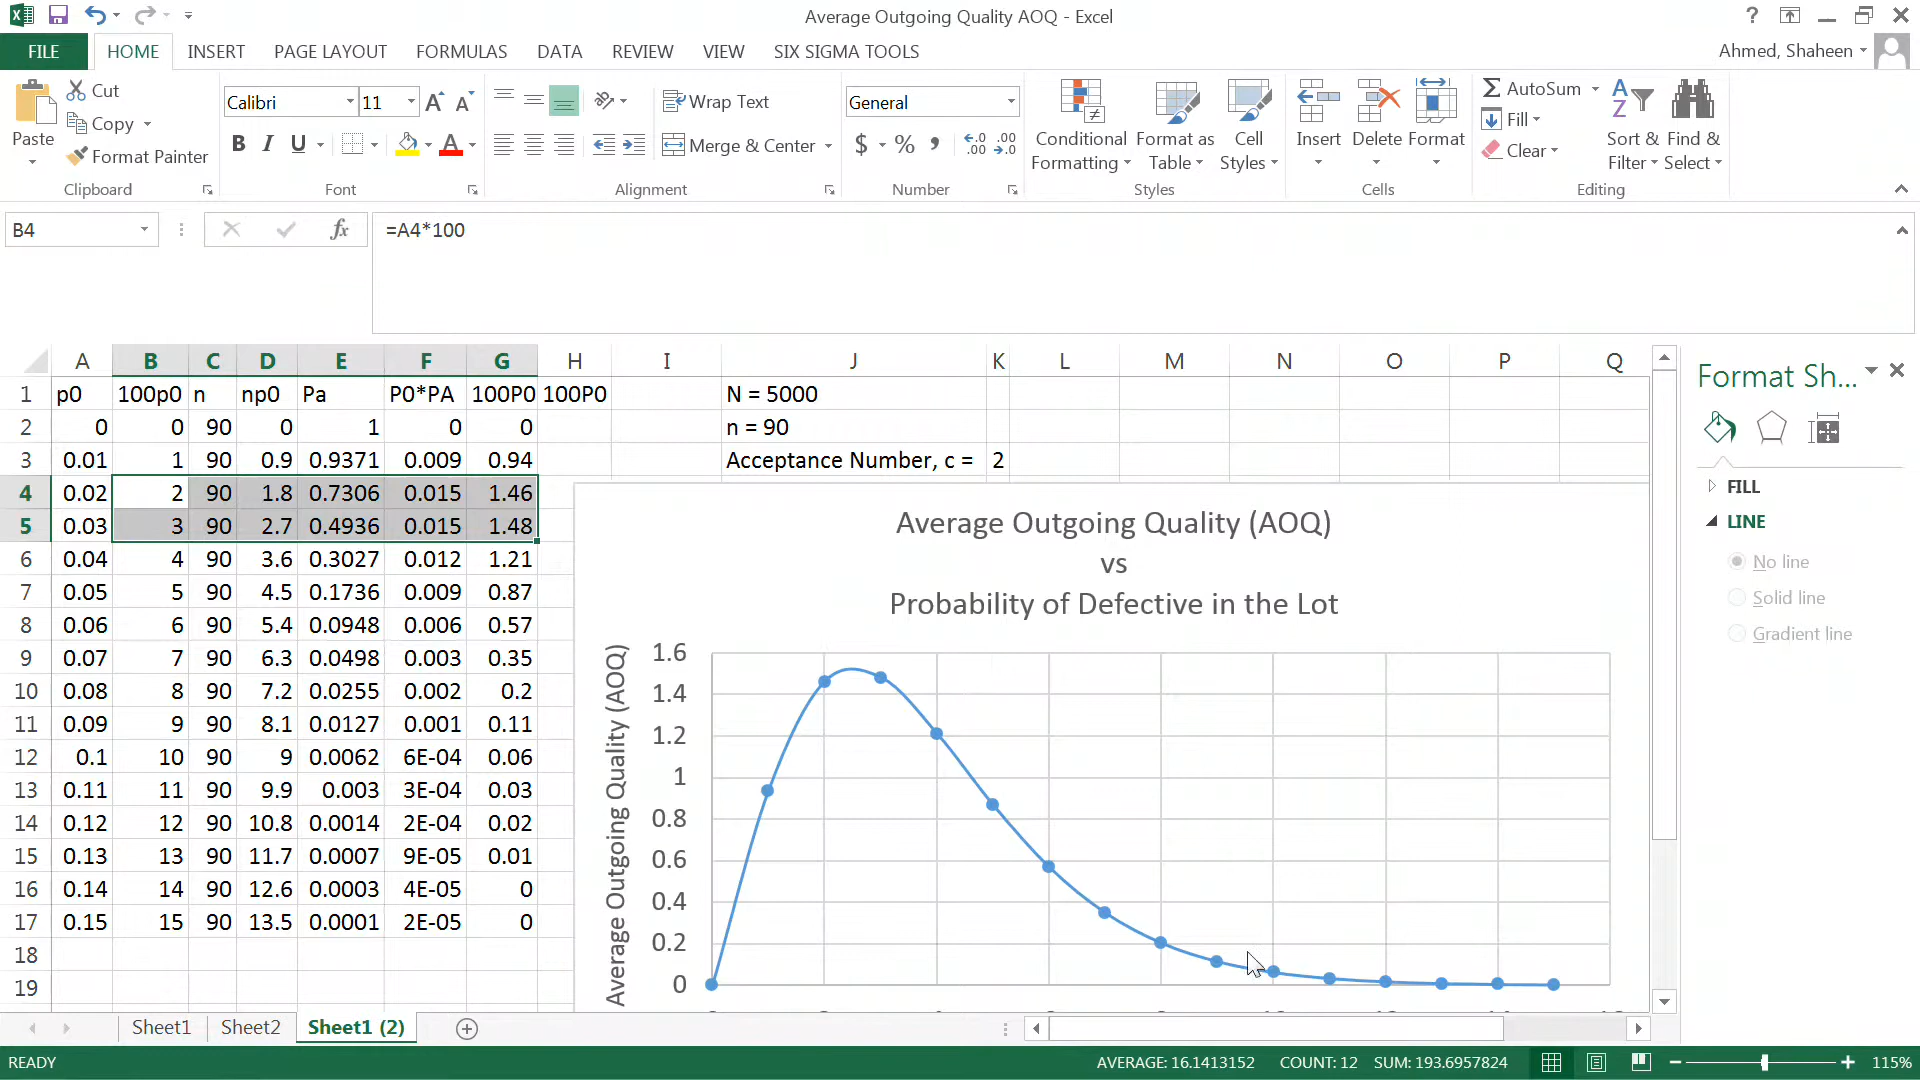 Average Outgoing Quality AOQ - Excel
?
FILE HOME INSERT PAGE LAYOUT FORMULAS DATA REVIEW VIEW SIX SIGMA TOOLS Ahmed, Shaheen
Paste
Cut
Copy
Format Painter
Clipboard
Calibri 11
B I U
Font
Wrap Text
Merge & Center
Alignment
General
$ % ,
Number
Conditional Formatting
Format as Table
Cell Styles
Styles
Insert Delete Format
Cells
AutoSum
Fill
Clear
Sort & Filter
Find & Select
Editing
B4 fx =A4*100
A B C D E F G H I J K L M N O P Q
1 p0 100p0 n np0 Pa P0*PA 100P0 100P0 N = 5000
2 0 0 90 0 1 0 0 n = 90
3 0.01 1 90 0.9 0.9371 0.009 0.94 Acceptance Number, c = 2
4 0.02 2 90 1.8 0.7306 0.015 1.46
5 0.03 3 90 2.7 0.4936 0.015 1.48
6 0.04 4 90 3.6 0.3027 0.012 1.21
7 0.05 5 90 4.5 0.1736 0.009 0.87
8 0.06 6 90 5.4 0.0948 0.006 0.57
9 0.07 7 90 6.3 0.0498 0.003 0.35
10 0.08 8 90 7.2 0.0255 0.002 0.2
11 0.09 9 90 8.1 0.0127 0.001 0.11
12 0.1 10 90 9 0.0062 6E-04 0.06
13 0.11 11 90 9.9 0.003 3E-04 0.03
14 0.12 12 90 10.8 0.0014 2E-04 0.02
15 0.13 13 90 11.7 0.0007 9E-05 0.01
16 0.14 14 90 12.6 0.0003 4E-05 0
17 0.15 15 90 13.5 0.0001 2E-05 0
18
19
Average Outgoing Quality (AOQ)
vs
Probability of Defective in the Lot
Average Outgoing Quality (AOQ)
1.6
1.4
1.2
1
0.8
0.6
0.4
0.2
0
Format Sh...
FILL
LINE
No line
Solid line
Gradient line
Sheet1 Sheet2 Sheet1 (2)
READY AVERAGE: 16.1413152 COUNT: 12 SUM: 193.6957824 115%